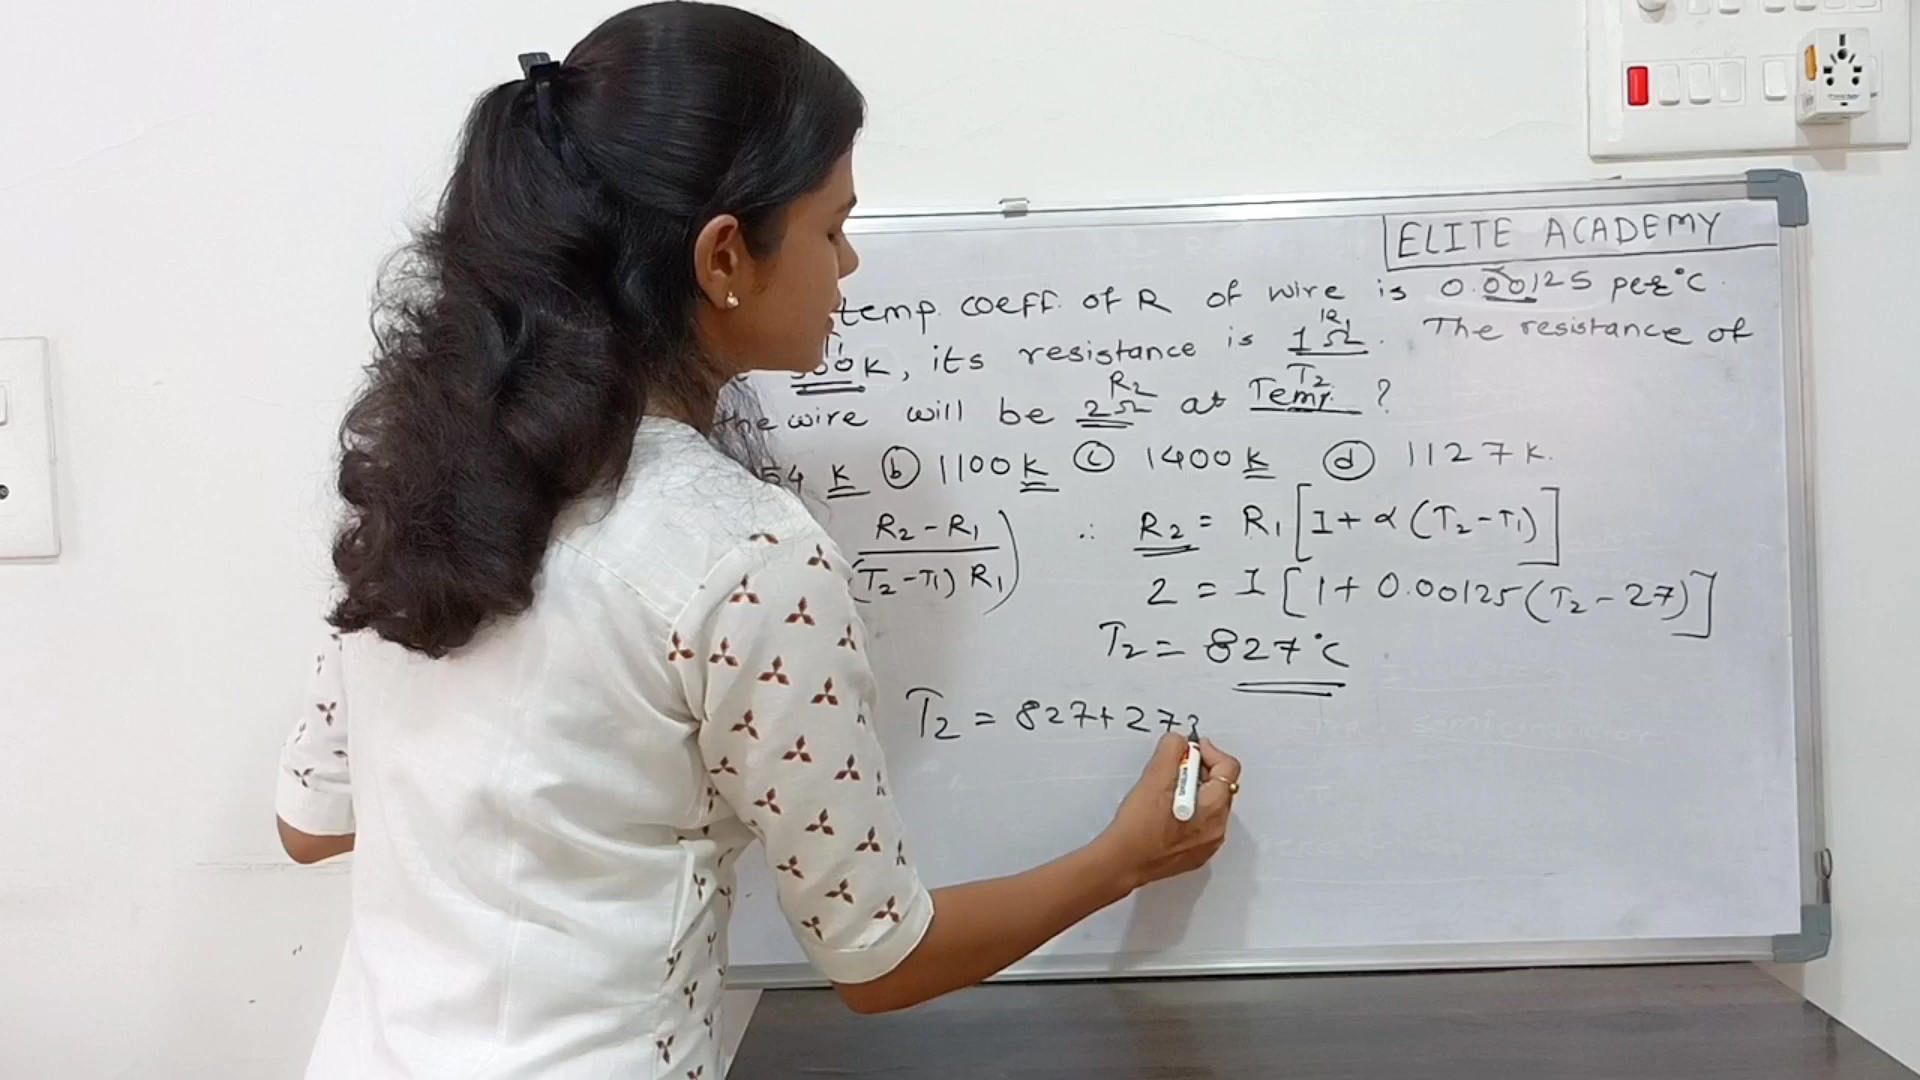 ELITE ACADEMY
temp. coeff. of R of wire is 0.00125 per °C.
T₁ R₁
300K, its resistance is 1Ω. The resistance of
R₂ T₂
the wire will be 2Ω at Temp. ?
54 K (b) 1100K (c) 1400K (d) 1127K.
R₂ - R₁ / (T₂ - T₁) R₁) ∴ R₂ = R₁ [1 + α (T₂ - T₁)]
2 = 1 [1 + 0.00125 (T₂ - 27)]
T₂ = 827°C
T₂ = 827 + 273
semiconductor